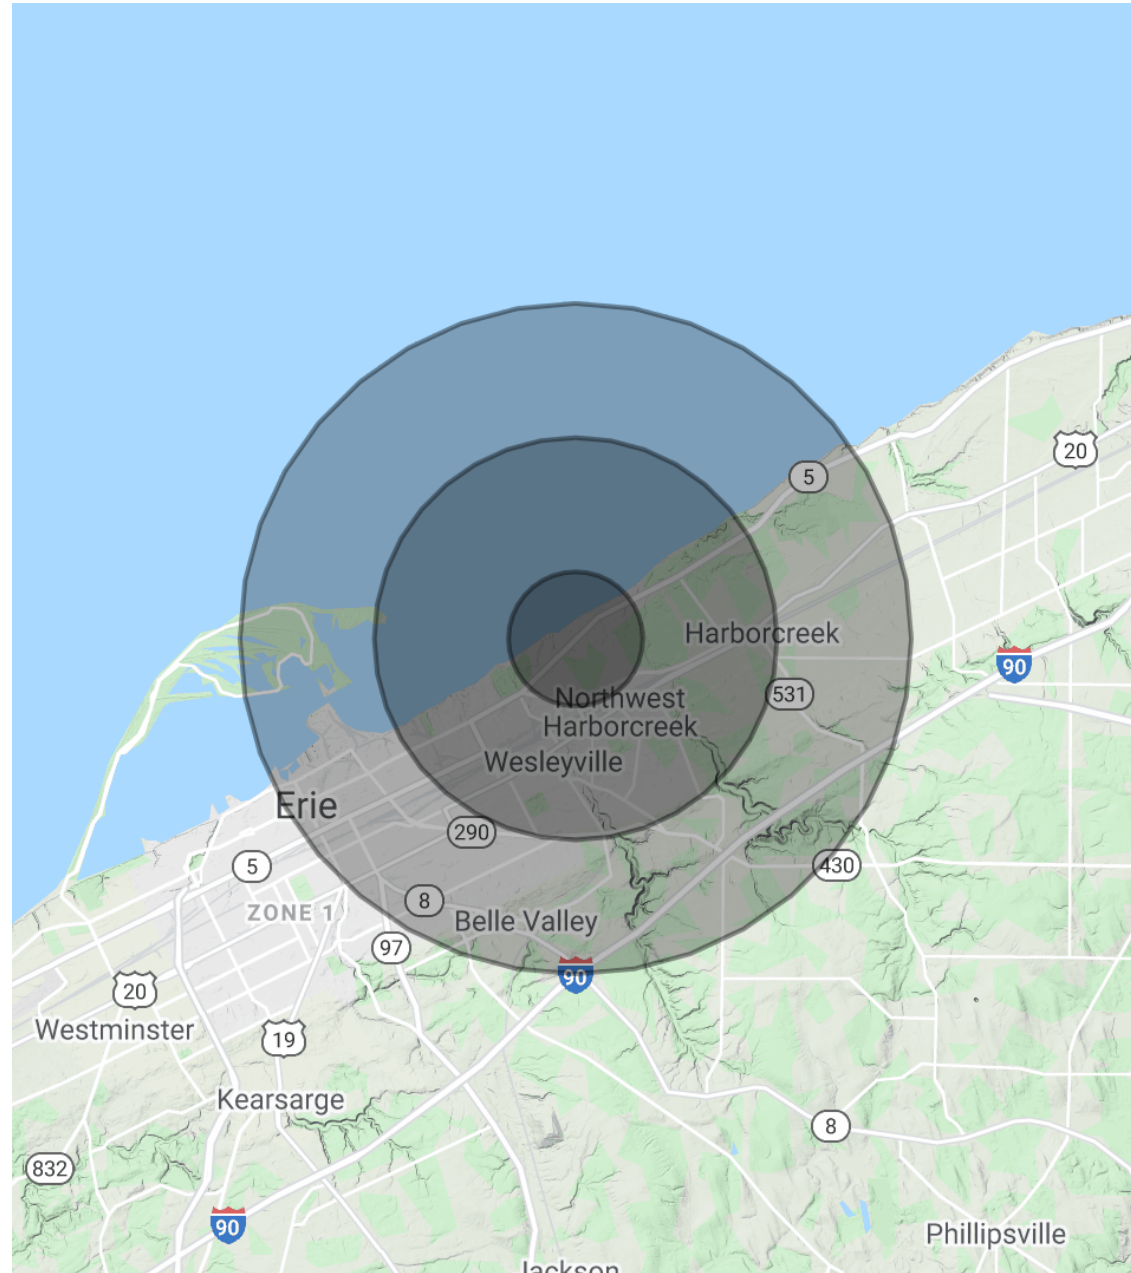 5
20
Harborcreek
90
531
Northwest
Harborcreek
Wesleyville
Erie
290
5
430
8
ZONE 1
Belle Valley
97
90
20
Westminster
19
Kearsarge
8
832
90
Phillipsville
Jackson